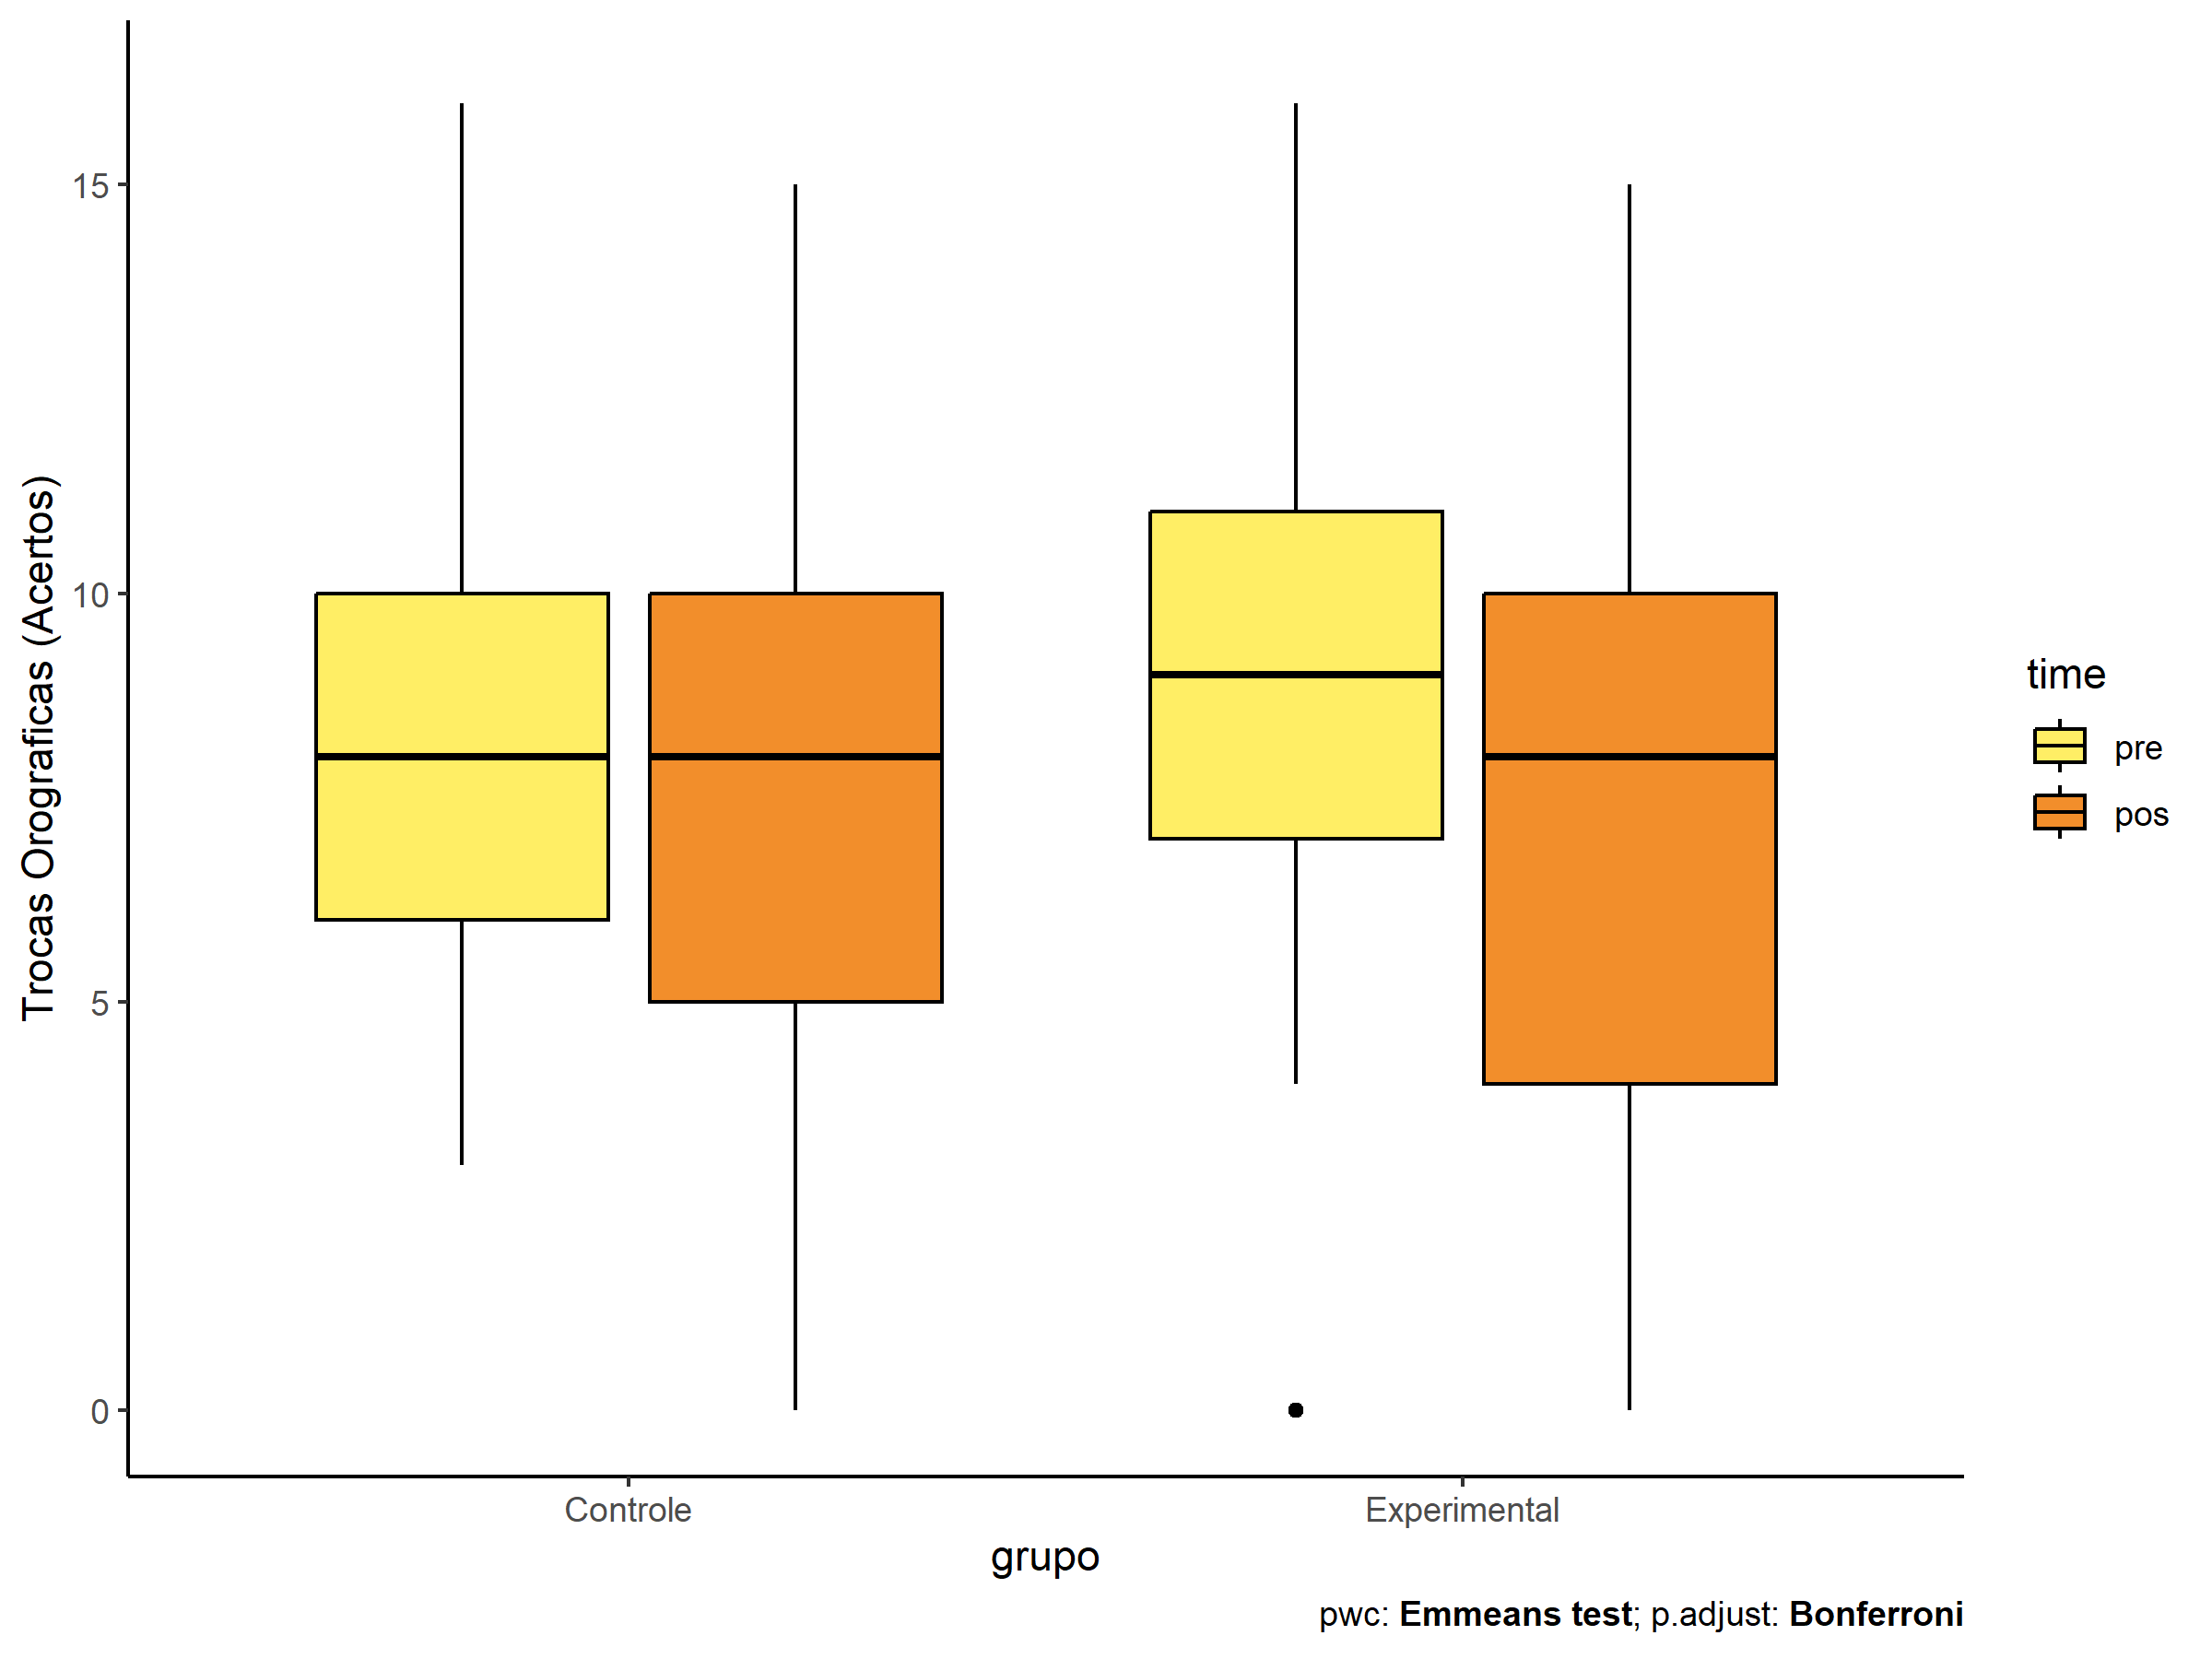 Trocas Orograficas (Acertos)
15
10
5
0
Controle
Experimental
grupo
time
pre
pos
pwc: Emmeans test; p.adjust: Bonferroni